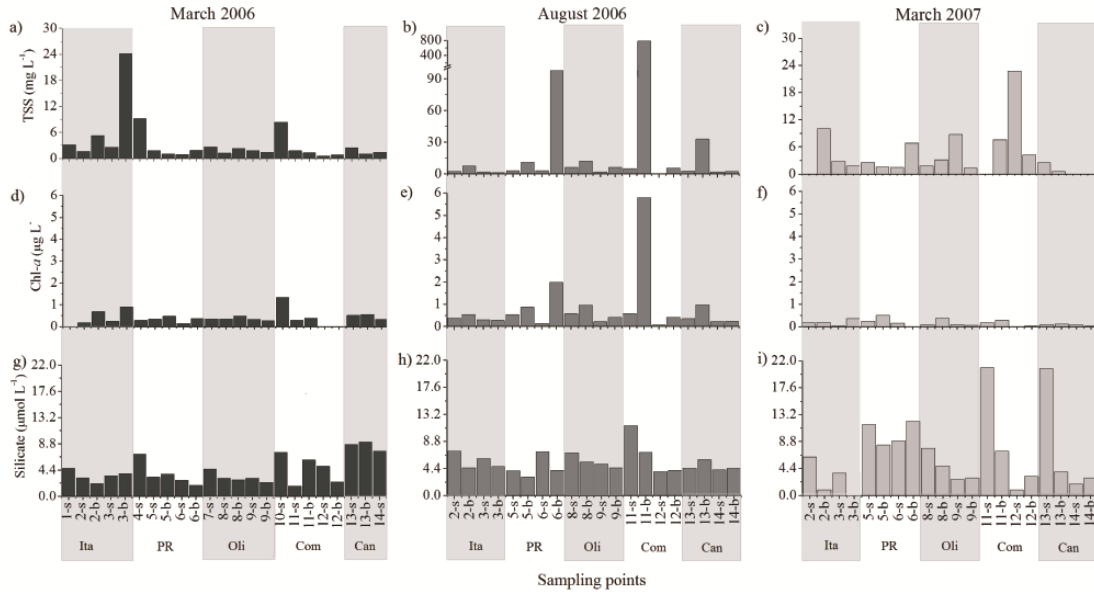 March 2006 August 2006 March 2007
a) b) c)
TSS (mg L⁻¹)
30 24 18 12 6 0
800 400 90 60 30 0
30 24 18 12 6 0
d) e) f)
Chl-a (µg L⁻
6 5 4 3 2 1 0
6 5 4 3 2 1 0
6 5 4 3 2 1 0
g) h) i)
Silicate (µmol L⁻¹)
22.0 17.6 13.2 8.8 4.4 0.0
22.0 17.6 13.2 8.8 4.4 0.0
22.0 17.6 13.2 8.8 4.4 0.0
1-s 2-s 2-b 3-s 3-b 4-s 5-s 5-b 6-s 6-b 7-s 8-s 8-b 9-s 9-b 10-s 11-s 11-b 12-s 12-b 13-s 13-b 14-s
2-s 2-b 3-s 3-b 5-s 5-b 6-s 6-b 8-s 8-b 9-s 9-b 11-s 11-b 12-s 12-b 13-s 13-b 14-s 14-b
2-s 2-b 3-s 3-b 5-s 5-b 6-s 6-b 8-s 8-b 9-s 9-b 11-s 11-b 12-s 12-b 13-s 13-b 14-s 14-b
Ita PR Oli Com Can
Ita PR Oli Com Can
Ita PR Oli Com Can
Sampling points